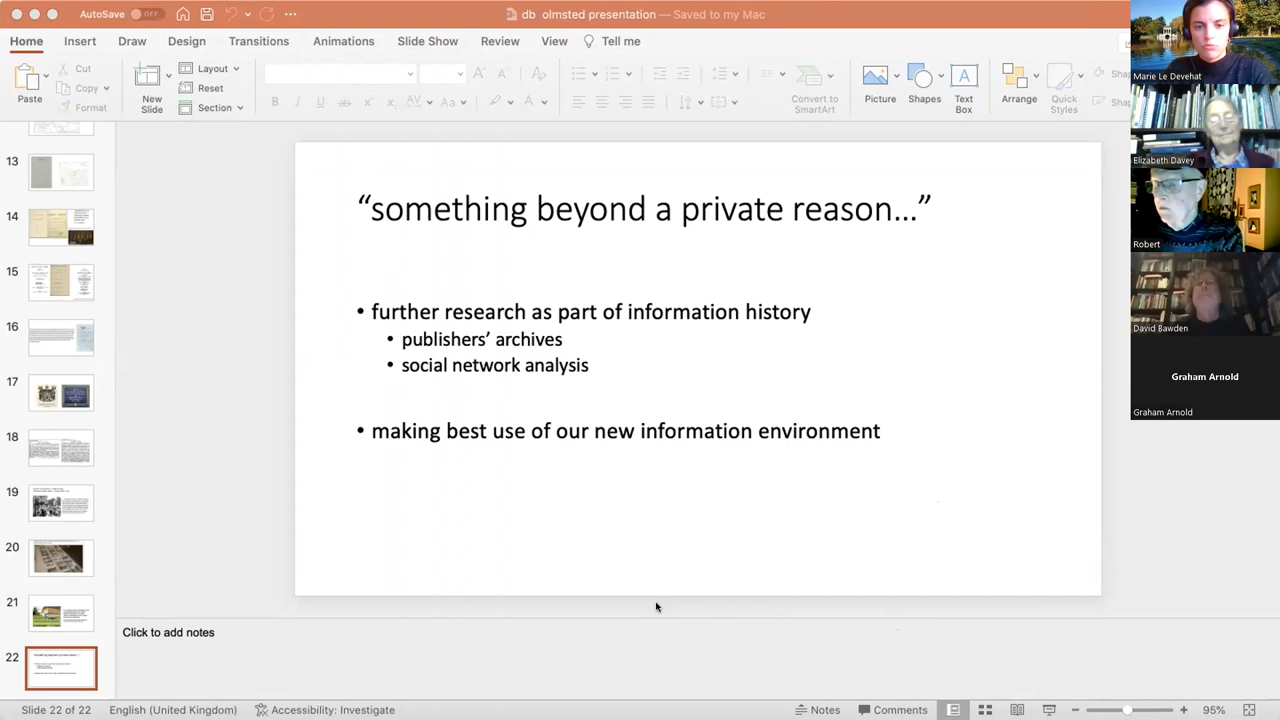 AutoSave OFF
db olmsted presentation — Saved to my Mac
Home Insert Draw Design Transitions Animations Slide Show Review View Tell me
Paste
Cut
Copy
Format
New Slide
Layout
Reset
Section
Convert to SmartArt
Picture
Shapes
Text Box
Arrange
Quick Styles
13
14
15
16
17
18
19
20
21
22
“something beyond a private reason...”
• further research as part of information history
• publishers’ archives
• social network analysis
• making best use of our new information environment
Click to add notes
Slide 22 of 22 English (United Kingdom) Accessibility: Investigate Notes Comments 95%
Marie Le Devehat
Elizabeth Davey
Robert
David Bawden
Graham Arnold
Graham Arnold